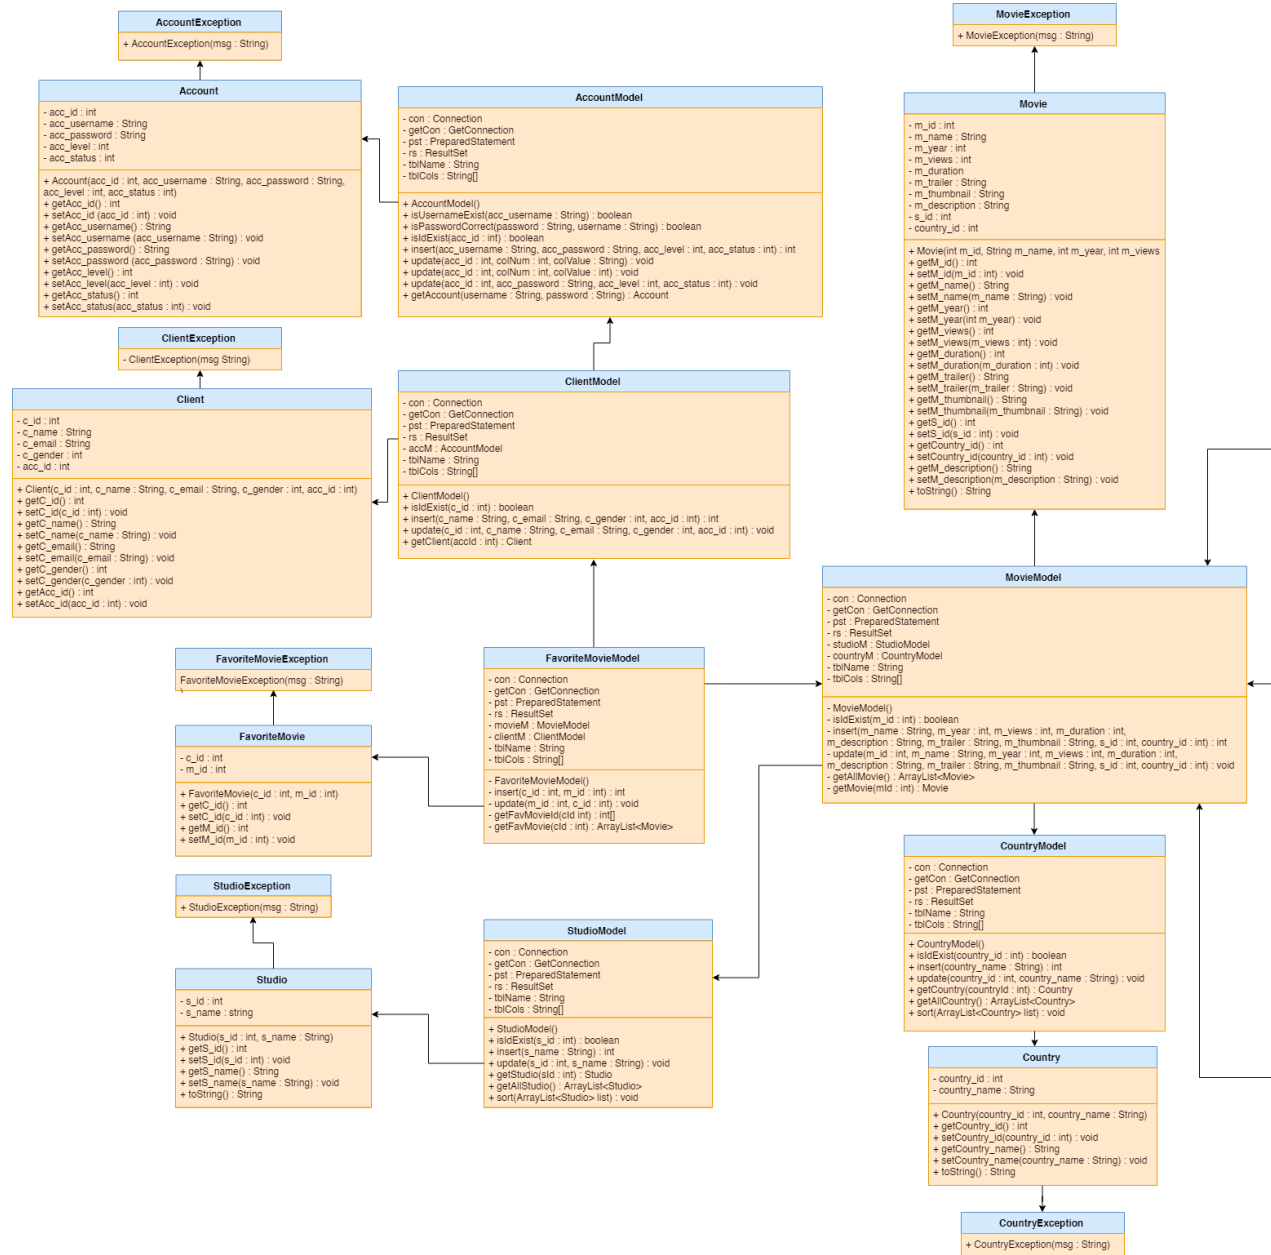 AccountException
+ AccountException(msg : String)
Account
- acc_id : int
- acc_username : String
- acc_password : String
- acc_level : int
- acc_status : int
+ Account(acc_id : int, acc_username : String, acc_password : String,
acc_level : int, acc_status : int)
+ getAcc_id() : int
+ setAcc_id (acc_id : int) : void
+ getAcc_username() : String
+ setAcc_username (acc_username : String) : void
+ getAcc_password() : String
+ setAcc_password (acc_password : String) : void
+ getAcc_level() : int
+ setAcc_level(acc_level : int) : void
+ getAcc_status() : int
+ setAcc_status(acc_status : int) : void
AccountModel
- con : Connection
- getCon : GetConnection
- pst : PreparedStatement
- rs : ResultSet
- tblName : String
- tblCols : String[]
+ AccountModel()
+ isUsernameExist(acc_username : String) : boolean
+ isPasswordCorrect(password : String, username : String) : boolean
+ isIdExist(acc_id : int) : boolean
+ insert(acc_username : String, acc_password : String, acc_level : int, acc_status : int) : int
+ update(acc_id : int, colNum : int, colValue : String) : void
+ update(acc_id : int, colNum : int, colValue : int) : void
+ update(acc_id : int, acc_password : String, acc_level : int, acc_status : int) : void
+ getAccount(username : String, password : String) : Account
MovieException
+ MovieException(msg : String)
Movie
- m_id : int
- m_name : String
- m_year : int
- m_views : int
- m_duration
- m_trailer : String
- m_thumbnail : String
- m_description : String
- s_id : int
- country_id : int
+ Movie(int m_id, String m_name, int m_year, int m_views
+ getM_id() : int
+ setM_id(m_id : int) : void
+ getM_name() : String
+ setM_name(m_name : String) : void
+ getM_year() : int
+ setM_year(int m_year) : void
+ getM_views() : int
+ setM_views(m_views : int) : void
+ getM_duration() : int
+ setM_duration(m_duration : int) : void
+ getM_trailer() : String
+ setM_trailer(m_trailer : String) : void
+ getM_thumbnail() : String
+ setM_thumbnail(m_thumbnail : String) : void
+ getS_id() : int
+ setS_id(s_id : int) : void
+ getCountry_id() : int
+ setCountry_id(country_id : int) : void
+ getM_description() : String
+ setM_description(m_description : String) : void
+ toString() : String
ClientException
- ClientException(msg String)
Client
- c_id : int
- c_name : String
- c_email : String
- c_gender : int
- acc_id : int
+ Client(c_id : int, c_name : String, c_email : String, c_gender : int, acc_id : int)
+ getC_id() : int
+ setC_id(c_id : int) : void
+ getC_name() : String
+ setC_name(c_name : String) : void
+ getC_email() : String
+ setC_email(c_email : String) : void
+ getC_gender() : int
+ setC_gender(c_gender : int) : void
+ getAcc_id() : int
+ setAcc_id(acc_id : int) : void
ClientModel
- con : Connection
- getCon : GetConnection
- pst : PreparedStatement
- rs : ResultSet
- accM : AccountModel
- tblName : String
- tblCols : String[]
+ ClientModel()
+ isIdExist(c_id : int) : boolean
+ insert(c_name : String, c_email : String, c_gender : int, acc_id : int) : int
+ update(c_id : int, c_name : String, c_email : String, c_gender : int, acc_id : int) : void
+ getClient(accId : int) : Client
MovieModel
- con : Connection
- getCon : GetConnection
- pst : PreparedStatement
- rs : ResultSet
- studioM : StudioModel
- countryM : CountryModel
- tblName : String
- tblCols : String[]
- MovieModel()
- isIdExist(m_id : int) : boolean
- insert(m_name : String, m_year : int, m_views : int, m_duration : int,
m_description : String, m_trailer : String, m_thumbnail : String, s_id : int, country_id : int) : int
- update(m_id : int, m_name : String, m_year : int, m_views : int, m_duration : int,
m_description : String, m_trailer : String, m_thumbnail : String, s_id : int, country_id : int) : void
- getAllMovie() : ArrayList<Movie>
- getMovie(mId : int) : Movie
FavoriteMovieException
FavoriteMovieException(msg : String)
\
FavoriteMovie
- c_id : int
- m_id : int
+ FavoriteMovie(c_id : int, m_id : int)
+ getC_id() : int
+ setC_id(c_id : int) : void
+ getM_id() : int
+ setM_id(m_id : int) : void
FavoriteMovieModel
- con : Connection
- getCon : GetConnection
- pst : PreparedStatement
- rs : ResultSet
- movieM : MovieModel
- clientM : ClientModel
- tblName : String
- tblCols : String[]
- FavoriteMovieModel()
- insert(c_id : int, m_id : int) : int
- update(m_id : int, c_id : int) : void
- getFavMovieId(cId int) : int[]
- getFavMovie(cId : int) : ArrayList<Movie>
StudioException
+ StudioException(msg : String)
Studio
- s_id : int
- s_name : string
+ Studio(s_id : int, s_name : String)
+ getS_id() : int
+ setS_id(s_id : int) : void
+ getS_name() : String
+ setS_name(s_name : String) : void
+ toString() : String
StudioModel
- con : Connection
- getCon : GetConnection
- pst : PreparedStatement
- rs : ResultSet
- tblName : String
- tblCols : String[]
+ StudioModel()
+ isIdExist(s_id : int) : boolean
+ insert(s_name : String) : int
+ update(s_id : int, s_name : String) : void
+ getStudio(sId : int) : Studio
+ getAllStudio() : ArrayList<Studio>
+ sort(ArrayList<Studio> list) : void
CountryModel
- con : Connection
- getCon : GetConnection
- pst : PreparedStatement
- rs : ResultSet
- tblName : String
- tblCols : String[]
+ CountryModel()
+ isIdExist(country_id : int) : boolean
+ insert(country_name : String) : int
+ update(country_id : int, country_name : String) : void
+ getCountry(countryId : int) : Country
+ getAllCountry() : ArrayList<Country>
+ sort(ArrayList<Country> list) : void
Country
- country_id : int
- country_name : String
+ Country(country_id : int, country_name : String)
+ getCountry_id() : int
+ setCountry_id(country_id : int) : void
+ getCountry_name() : String
+ setCountry_name(country_name : String) : void
+ toString() : String
CountryException
+ CountryException(msg : String)